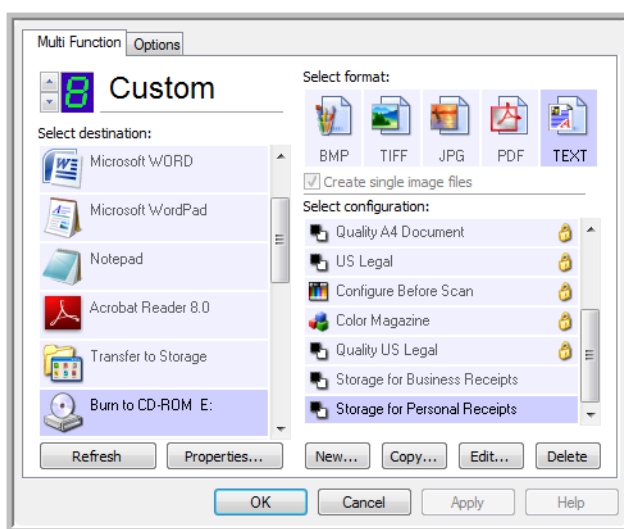 Multi Function
Options
8
Custom
Select destination:
Microsoft WORD
Microsoft WordPad
Notepad
Acrobat Reader 8.0
Transfer to Storage
Burn to CD-ROM E:
Refresh
Properties...
Select format:
BMP
TIFF
JPG
PDF
TEXT
Create single image files
Select configuration:
Quality A4 Document
US Legal
Configure Before Scan
Color Magazine
Quality US Legal
Storage for Business Receipts
Storage for Personal Receipts
New...
Copy...
Edit...
Delete
OK
Cancel
Apply
Help